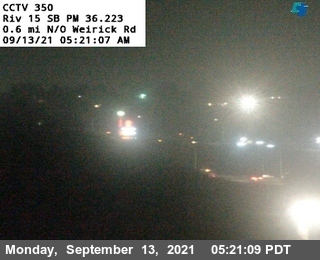 CCTV 350
Riv 15 SB PM 36.223
0.6 mi N/O Weirick Rd
09/13/21 05:21:07 AM
Monday, September 13, 2021 05:21:09 PDT